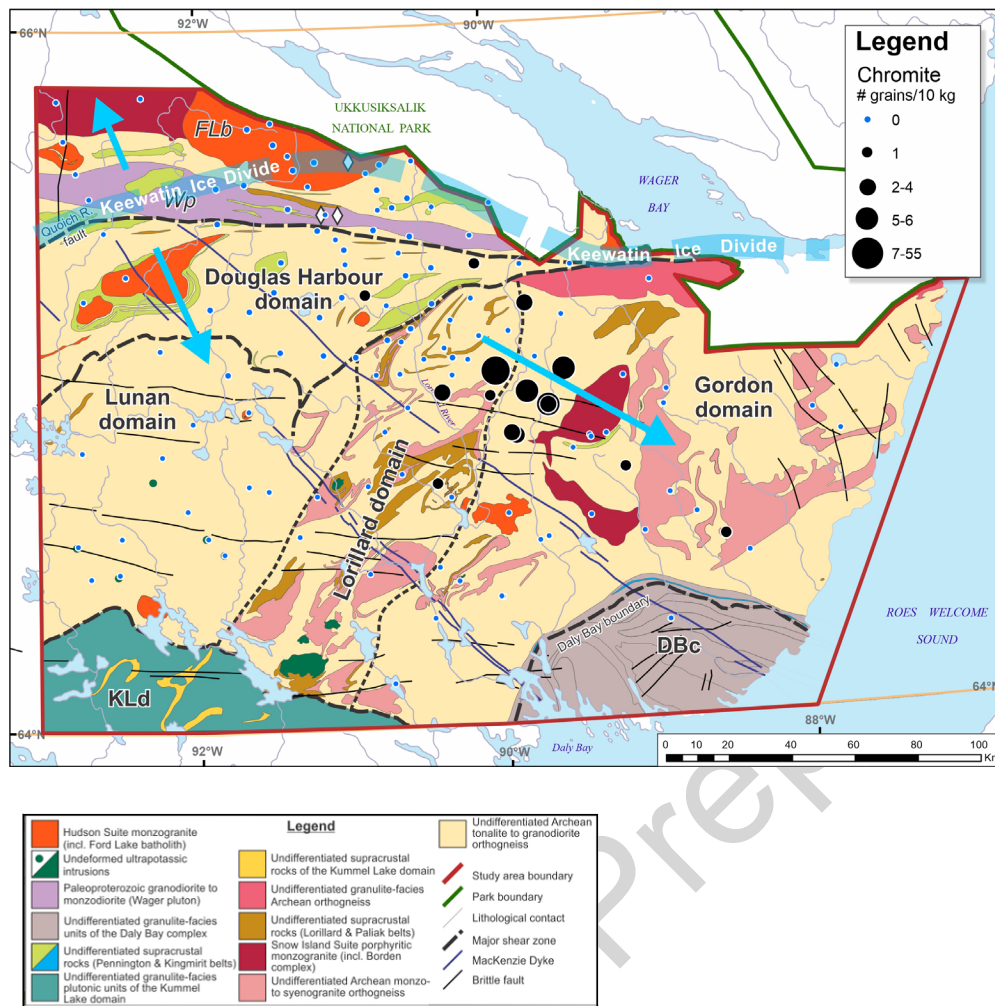 92°W
90°W
66°N
Legend
Chromite
# grains/10 kg
0
1
2-4
5-6
7-55
UKKUSIKSALIK
NATIONAL PARK
FLb
WAGER
BAY
Keewatin Ice Divide
Wp
Quoich R.
fault
Keewatin Ice Divide
Douglas Harbour
domain
Lunan
domain
Gordon
domain
Lorillard domain
Daly Bay boundary
DBc
ROES WELCOME
SOUND
KLd
64°N
64°N
88°W
92°W
90°W
Daly Bay
0 10 20 40 60 80 100
Km
Prep
Legend
Hudson Suite monzogranite
(incl. Ford Lake batholith)
Undeformed ultrapotassic
intrusions
Paleoproterozoic granodiorite to
monzodiorite (Wager pluton)
Undifferentiated granulite-facies
units of the Daly Bay complex
Undifferentiated supracrustal
rocks (Pennington & Kingmirit belts)
Undifferentiated granulite-facies
plutonic units of the Kummel
Lake domain
Undifferentiated supracrustal
rocks of the Kummel Lake domain
Undifferentiated granulite-facies
Archean orthogneiss
Undifferentiated supracrustal
rocks (Lorillard & Paliak belts)
Snow Island Suite porphyritic
monzogranite (incl. Borden
complex)
Undifferentiated Archean monzo-
to syenogranite orthogneiss
Undifferentiated Archean
tonalite to granodiorite
orthogneiss
Study area boundary
Park boundary
Lithological contact
Major shear zone
MacKenzie Dyke
Brittle fault